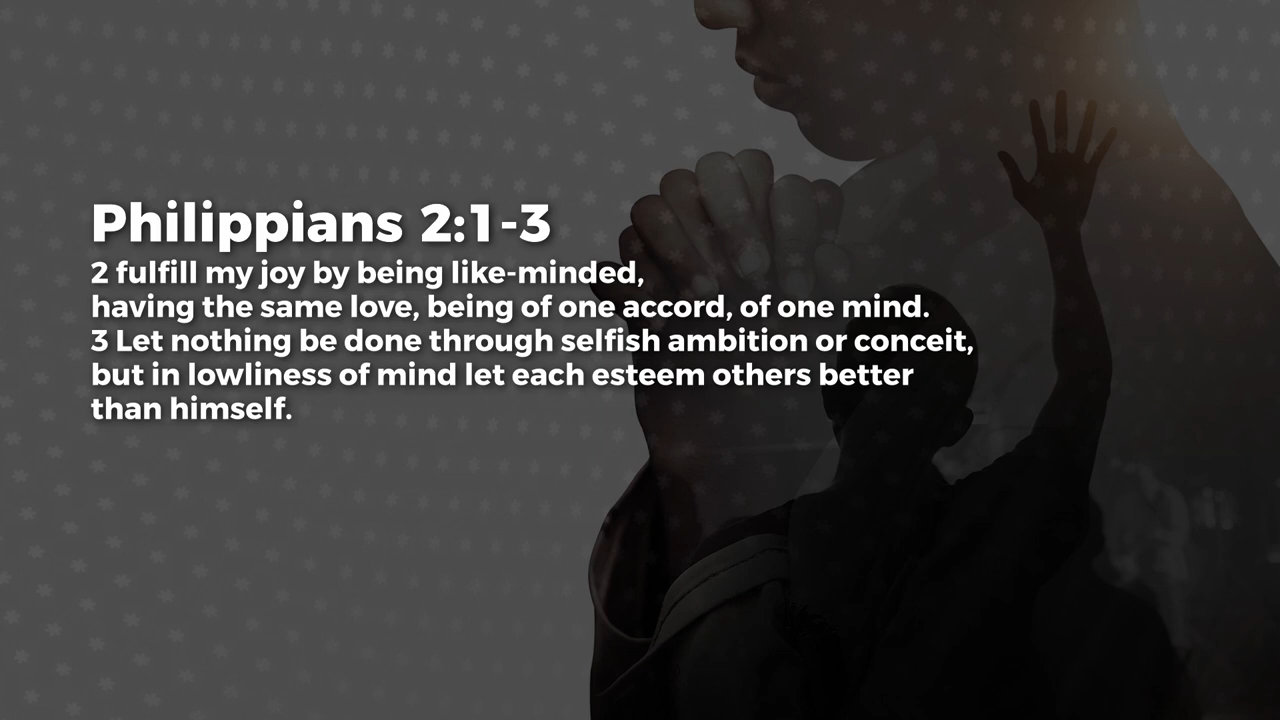 Philippians 2:1-3
2 fulfill my joy by being like-minded,
having the same love, being of one accord, of one mind.
3 Let nothing be done through selfish ambition or conceit,
but in lowliness of mind let each esteem others better
than himself.